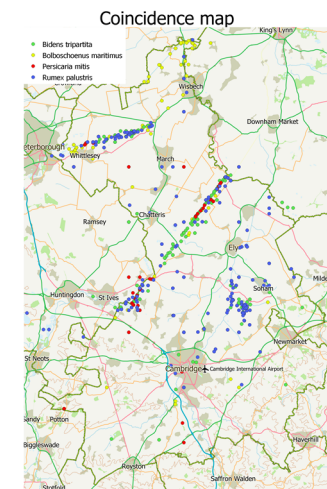 Coincidence map
Bidens tripartita
Bolboschoenus maritimus
Persicaria mitis
Rumex palustris
King's Lynn
Wisbech
Downham Market
eterborough
Whittlesey
March
Ramsey
Chatteris
Ely
Soham
Milde
Huntingdon
St Ives
Newmarket
St Neots
Cambridge
Cambridge International Airport
Sandy
Potton
Biggleswade
Haverhill
Royston
Saffron Walden